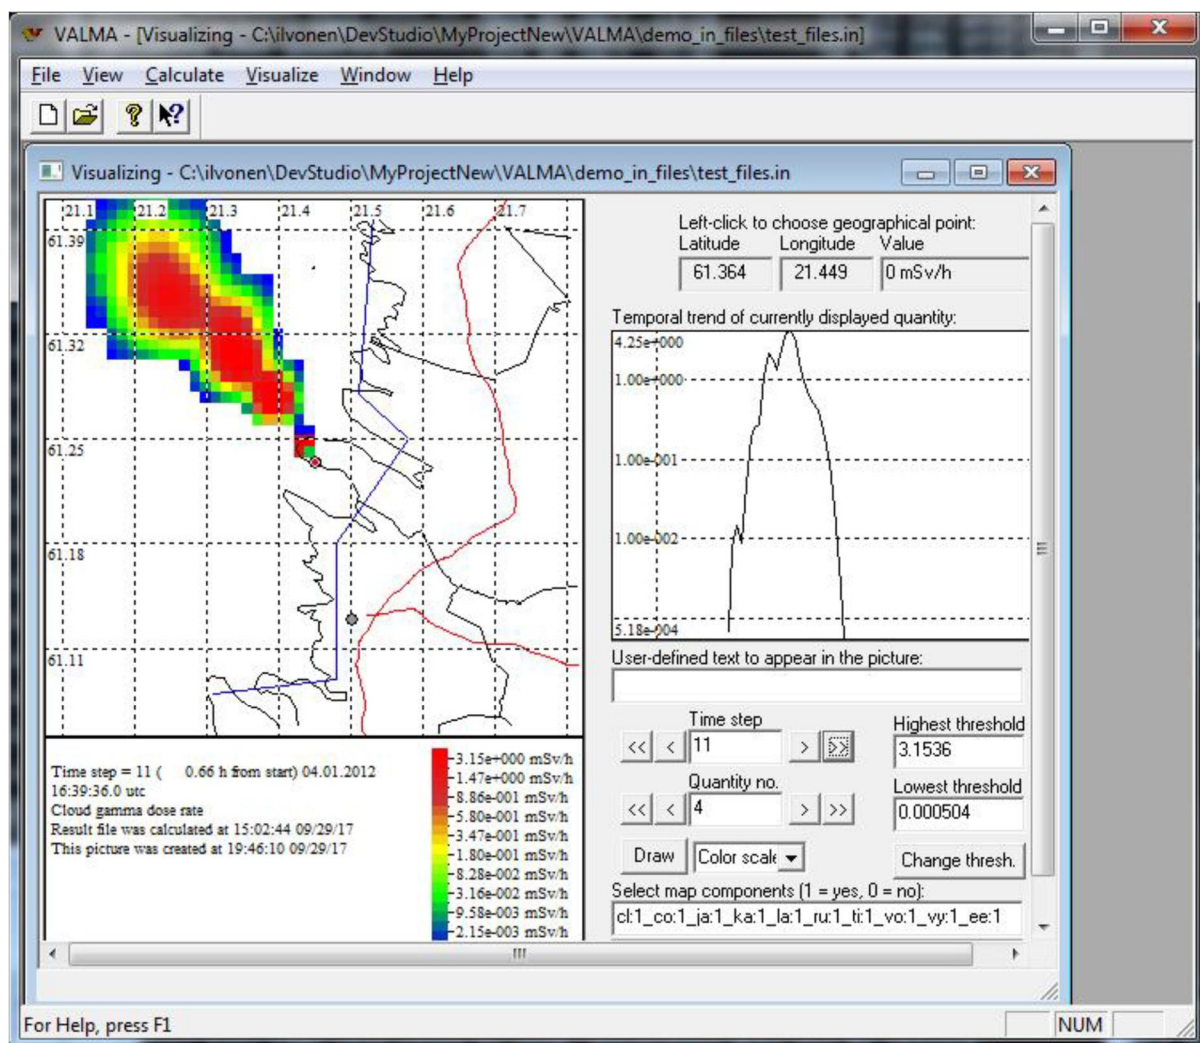 VALMA - [Visualizing - C:\ilvonen\DevStudio\MyProjectNew\VALMA\demo_in_files\test_files.in]
File View Calculate Visualize Window Help
Visualizing - C:\ilvonen\DevStudio\MyProjectNew\VALMA\demo_in_files\test_files.in
21.1 21.2 21.3 21.4 21.5 21.6 21.7
61.39
61.32
61.25
61.18
61.11
Time step = 11 ( 0.66 h from start) 04.01.2012
16:39:36.0 utc
Cloud gamma dose rate
Result file was calculated at 15:02:44 09/29/17
This picture was created at 19:46:10 09/29/17
3.15e+000 mSv/h
1.47e+000 mSv/h
8.86e-001 mSv/h
5.80e-001 mSv/h
3.47e-001 mSv/h
1.80e-001 mSv/h
8.28e-002 mSv/h
3.16e-002 mSv/h
9.58e-003 mSv/h
2.15e-003 mSv/h
Left-click to choose geographical point:
Latitude Longitude Value
61.364 21.449 0 mSv/h
Temporal trend of currently displayed quantity:
4.25e+000
1.00e+000
1.00e-001
1.00e-002
5.18e-004
User-defined text to appear in the picture:
Time step Highest threshold
<< < 11 > >> 3.1536
Quantity no. Lowest threshold
<< < 4 > >> 0.000504
Draw Color scale Change thresh.
Select map components (1 = yes, 0 = no):
cl:1_co:1_ja:1_ka:1_la:1_ru:1_ti:1_vo:1_vy:1_ee:1
For Help, press F1 NUM